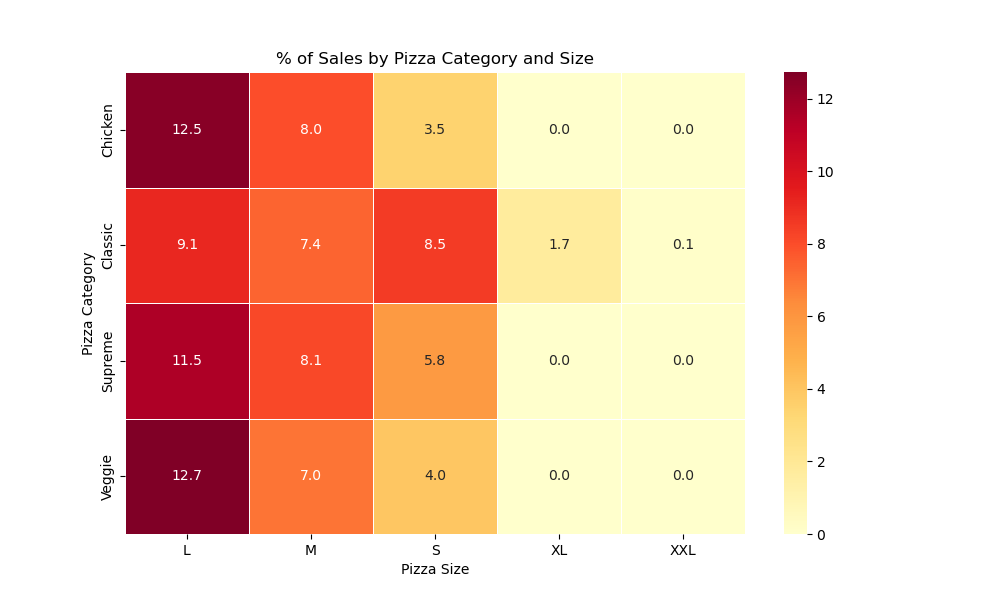 % of Sales by Pizza Category and Size
Pizza Category
Chicken
12.5 8.0 3.5 0.0 0.0
Classic
9.1 7.4 8.5 1.7 0.1
Supreme
11.5 8.1 5.8 0.0 0.0
Veggie
12.7 7.0 4.0 0.0 0.0
L M S XL XXL
Pizza Size
12
10
8
6
4
2
0